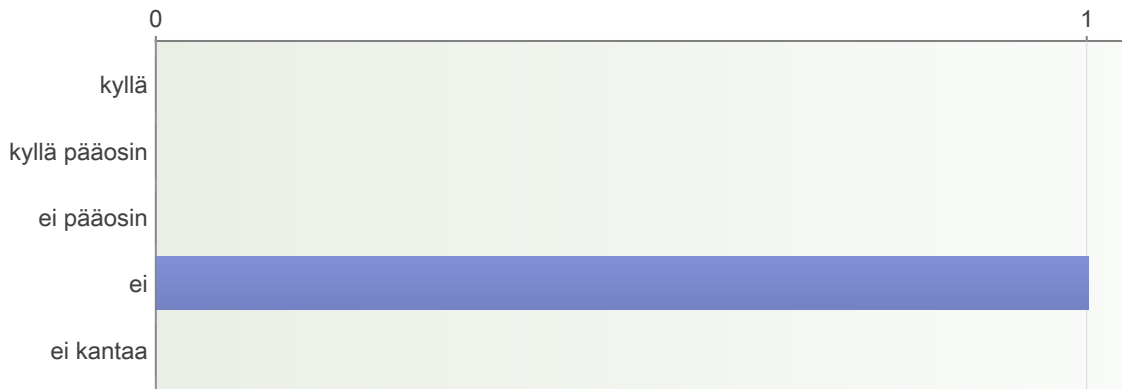 0 1
kyllä
kyllä pääosin
ei pääosin
ei
ei kantaa